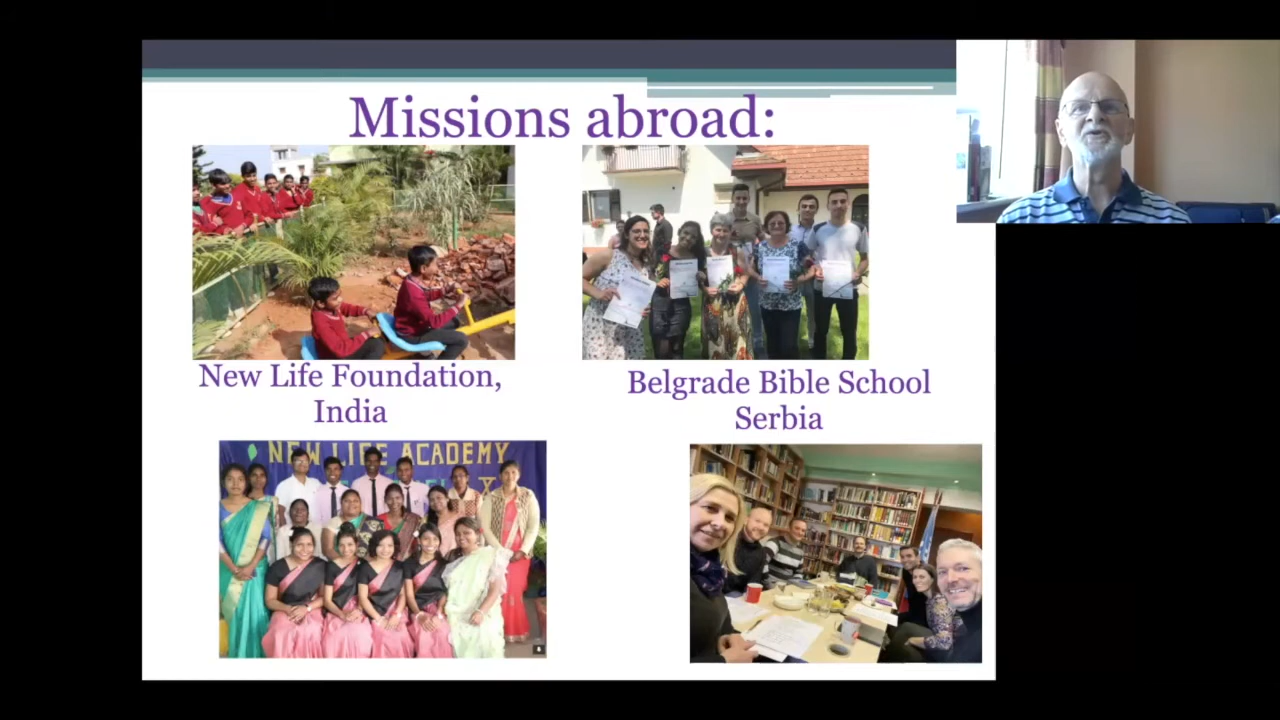 Missions abroad:
New Life Foundation,
India
Belgrade Bible School
Serbia
NEW LIFE ACADEMY